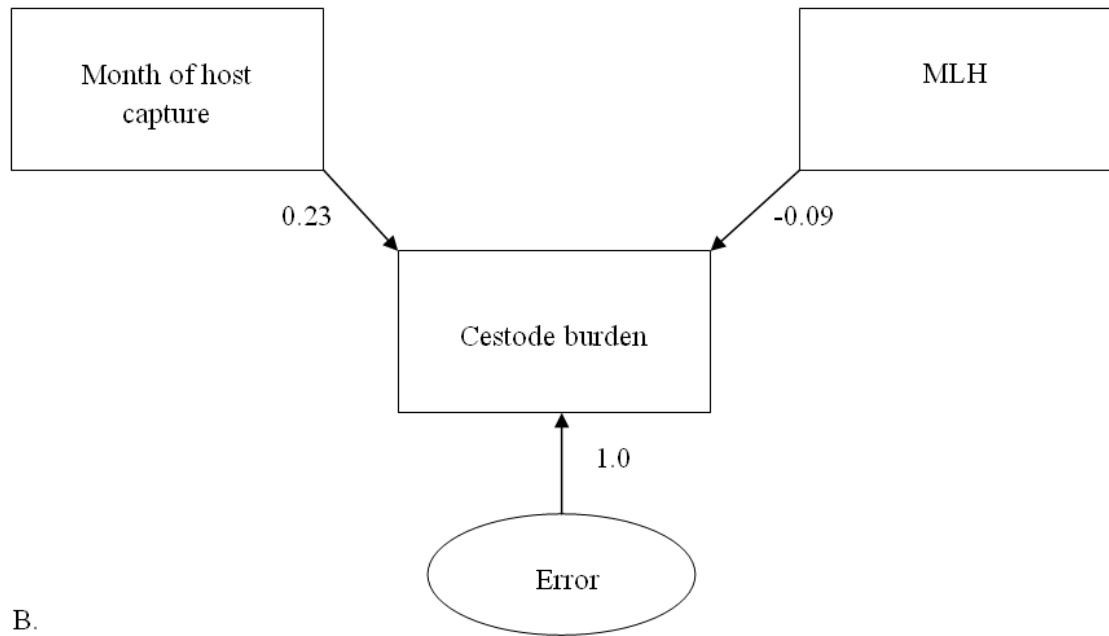 Month of host
capture
MLH
0.23
-0.09
Cestode burden
1.0
Error
B.